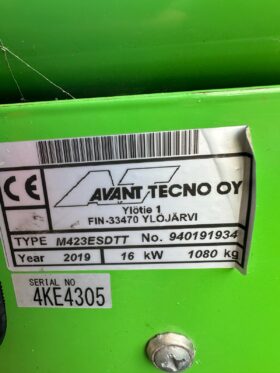 CE AVANT TECNO OY
Ylötie 1
FIN-33470 YLÖJÄRVI
TYPE M423ESDTT No. 940191934
Year 2019 16 kW 1080 kg
SERIAL NO
4KE4305